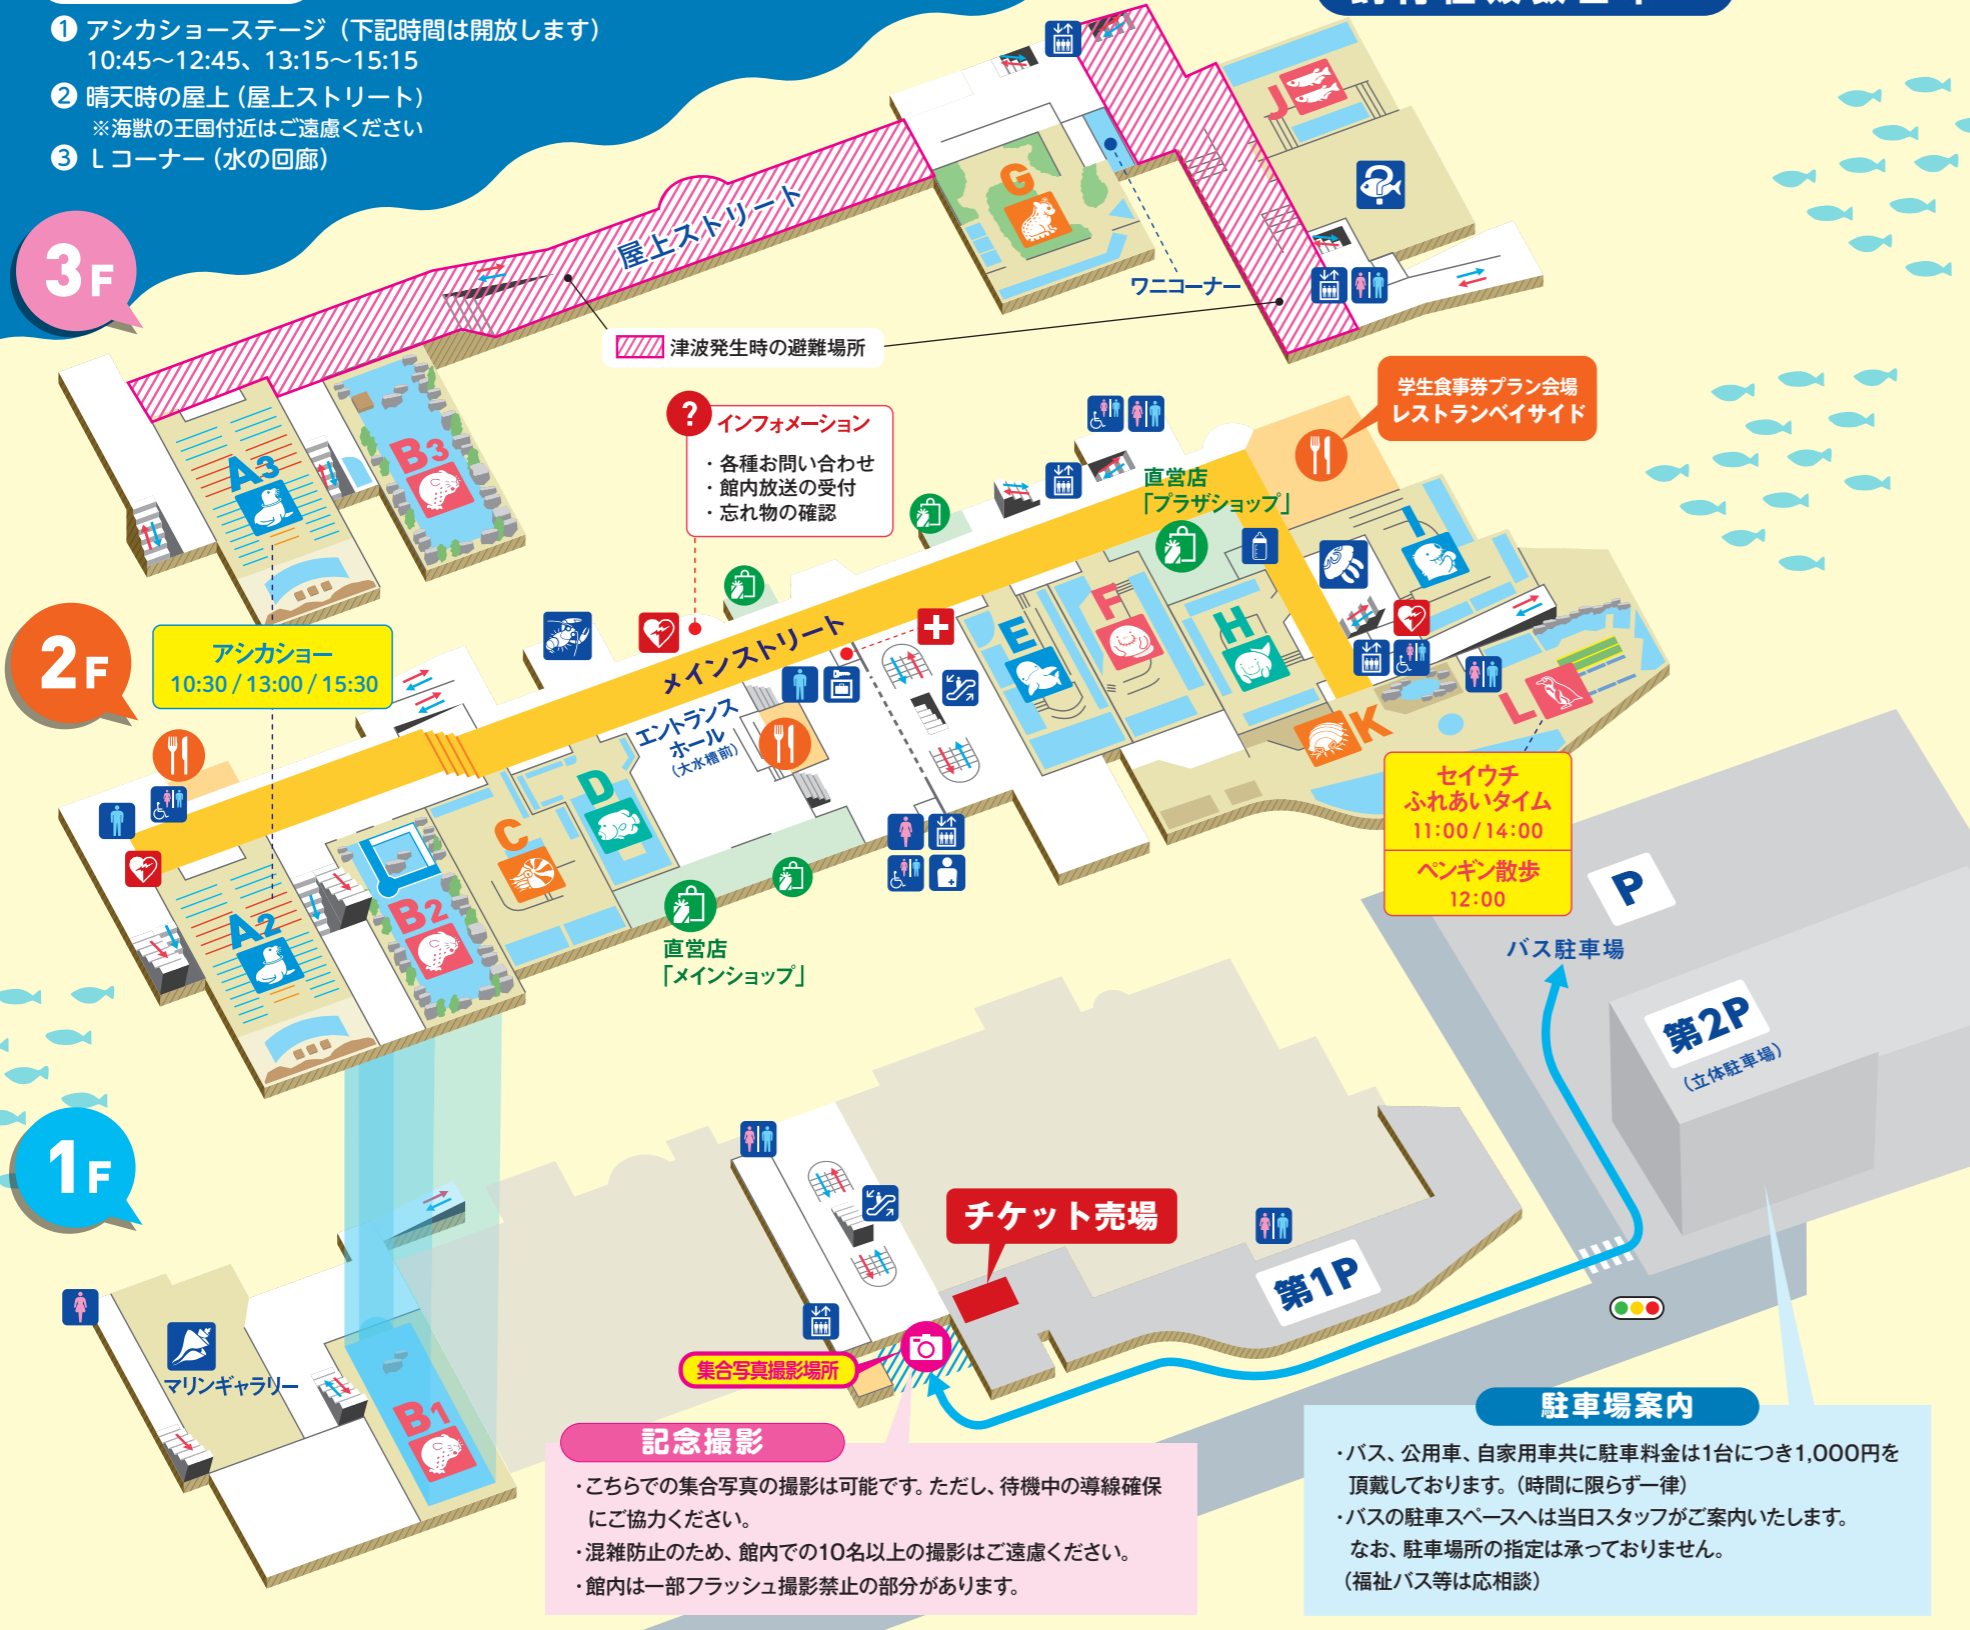 ❶ アシカショーステージ（下記時間は開放します）
10:45～12:45、13:15～15:15
❷ 晴天時の屋上（屋上ストリート）
※海獣の王国付近はご遠慮ください
❸ Lコーナー（水の回廊）
3F
J
G
屋上ストリート
ワニコーナー
津波発生時の避難場所
A3
B3
?
インフォメーション
・各種お問い合わせ
・館内放送の受付
・忘れ物の確認
学生食事券プラン会場
レストランベイサイド
直営店
「プラザショップ」
2F
アシカショー
10:30 / 13:00 / 15:30
メインストリート
エントランス
ホール
（大水槽前）
E
F
H
I
K
L
C
D
A2
B2
直営店
「メインショップ」
セイウチ
ふれあいタイム
11:00 / 14:00
ペンギン散歩
12:00
P
バス駐車場
第2P
（立体駐車場）
1F
チケット売場
第1P
集合写真撮影場所
マリンギャラリー
B1
記念撮影
・こちらでの集合写真の撮影は可能です。ただし、待機中の導線確保
にご協力ください。
・混雑防止のため、館内での10名以上の撮影はご遠慮ください。
・館内は一部フラッシュ撮影禁止の部分があります。
駐車場案内
・バス、公用車、自家用車共に駐車料金は1台につき1,000円を
頂戴しております。（時間に限らず一律）
・バスの駐車スペースへは当日スタッフがご案内いたします。
なお、駐車場所の指定は承っておりません。
（福祉バス等は応相談）